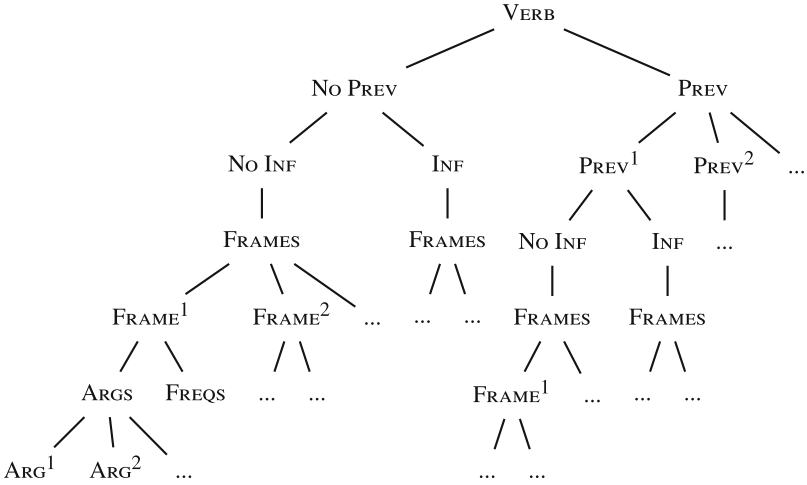 VERB
NO PREV PREV
NO INF INF PREV¹ PREV² ...
FRAMES FRAMES NO INF INF ...
FRAME¹ FRAME² ... ... ... FRAMES FRAMES
ARGS FREQS ... ... FRAME¹ ... ... ...
ARG¹ ARG² ... ... ...